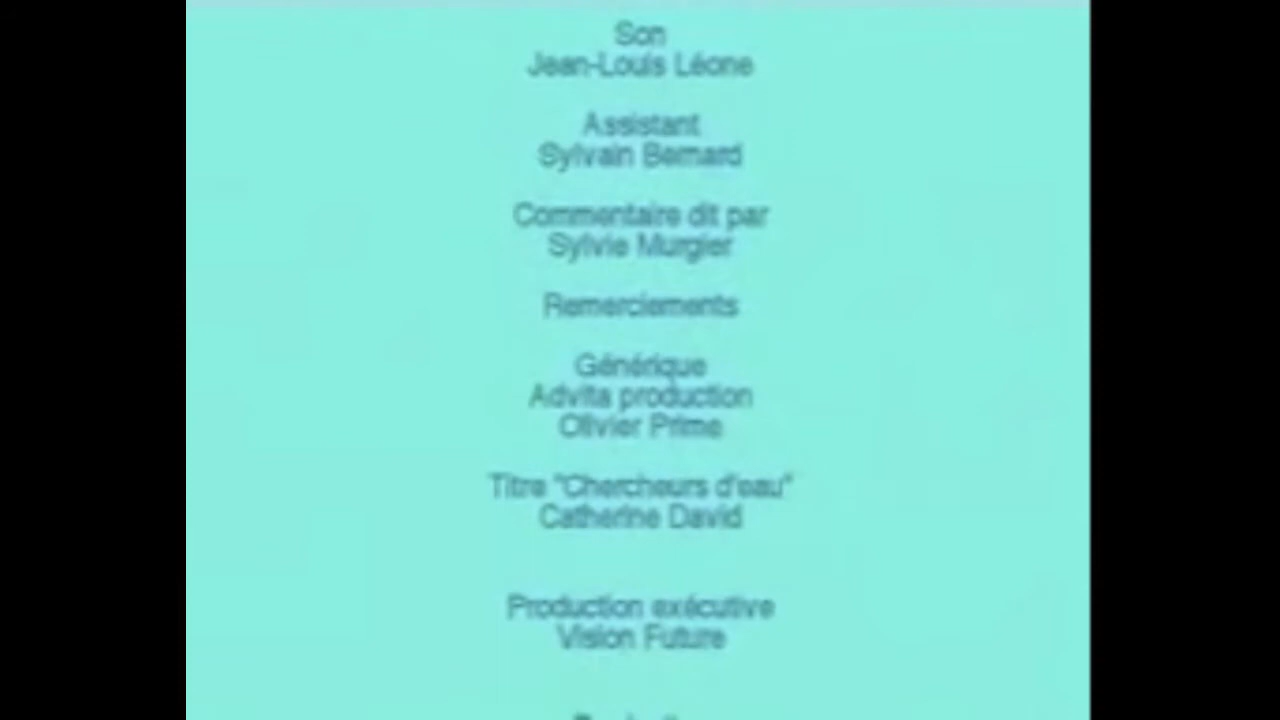 Son
Jean-Louis Léone
Assistant
Sylvain Bernard
Commentaire dit par
Sylvie Murgier
Remerciements
Générique
Advita production
Olivier Prime
Titre "Chercheurs d'eau"
Catherine David
Production exécutive
Vision Future